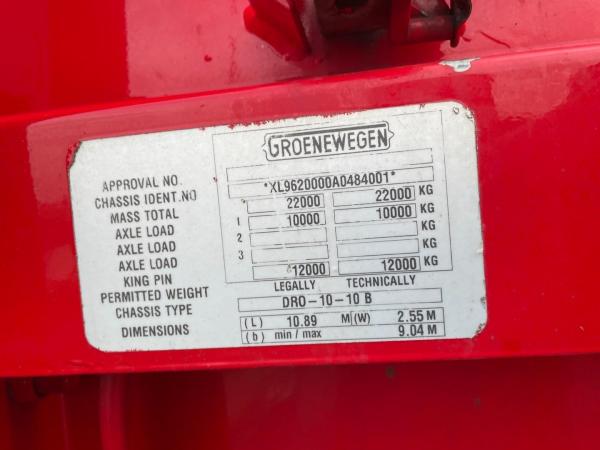 GROENEWEGEN
APPROVAL NO.
CHASSIS IDENT.NO *XL9620000A0484001*
MASS TOTAL 22000 22000 KG
AXLE LOAD 1 10000 10000 KG
AXLE LOAD 2 KG
AXLE LOAD 3 KG
KING PIN 12000 12000 KG
PERMITTED WEIGHT LEGALLY TECHNICALLY
CHASSIS TYPE DRO-10-10 B
DIMENSIONS (L) 10.89 M (W) 2.55 M
(b) min / max 9.04 M